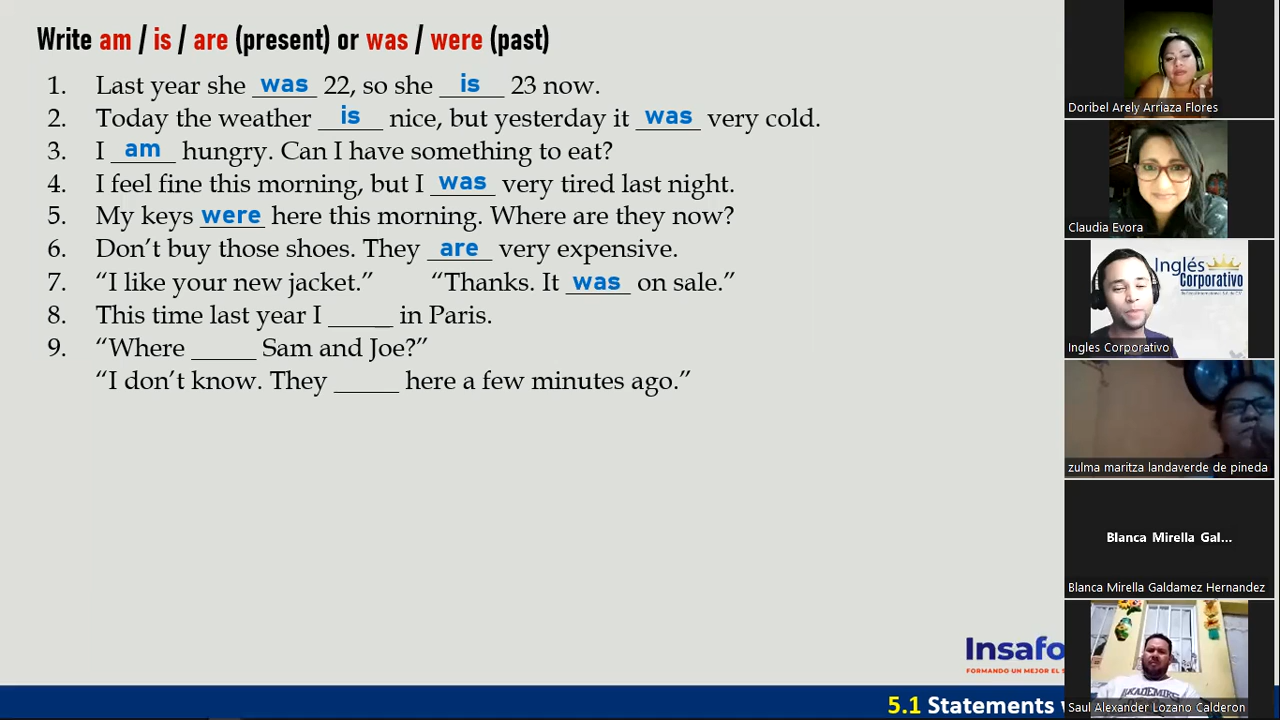 Write am / is / are (present) or was / were (past)
1. Last year she was 22, so she is 23 now.
2. Today the weather is nice, but yesterday it was very cold.
3. I am hungry. Can I have something to eat?
4. I feel fine this morning, but I was very tired last night.
5. My keys were here this morning. Where are they now?
6. Don’t buy those shoes. They are very expensive.
7. “I like your new jacket.” “Thanks. It was on sale.”
8. This time last year I _____ in Paris.
9. “Where _____ Sam and Joe?”
“I don’t know. They _____ here a few minutes ago.”
Insafo
5.1 Statements
Doribel Arely Arriaza Flores
Claudia Evora
Inglés
Corporativo
Ingles Corporativo
zulma maritza landaverde de pineda
Blanca Mirella Gal...
Blanca Mirella Galdamez Hernandez
Saul Alexander Lozano Calderon